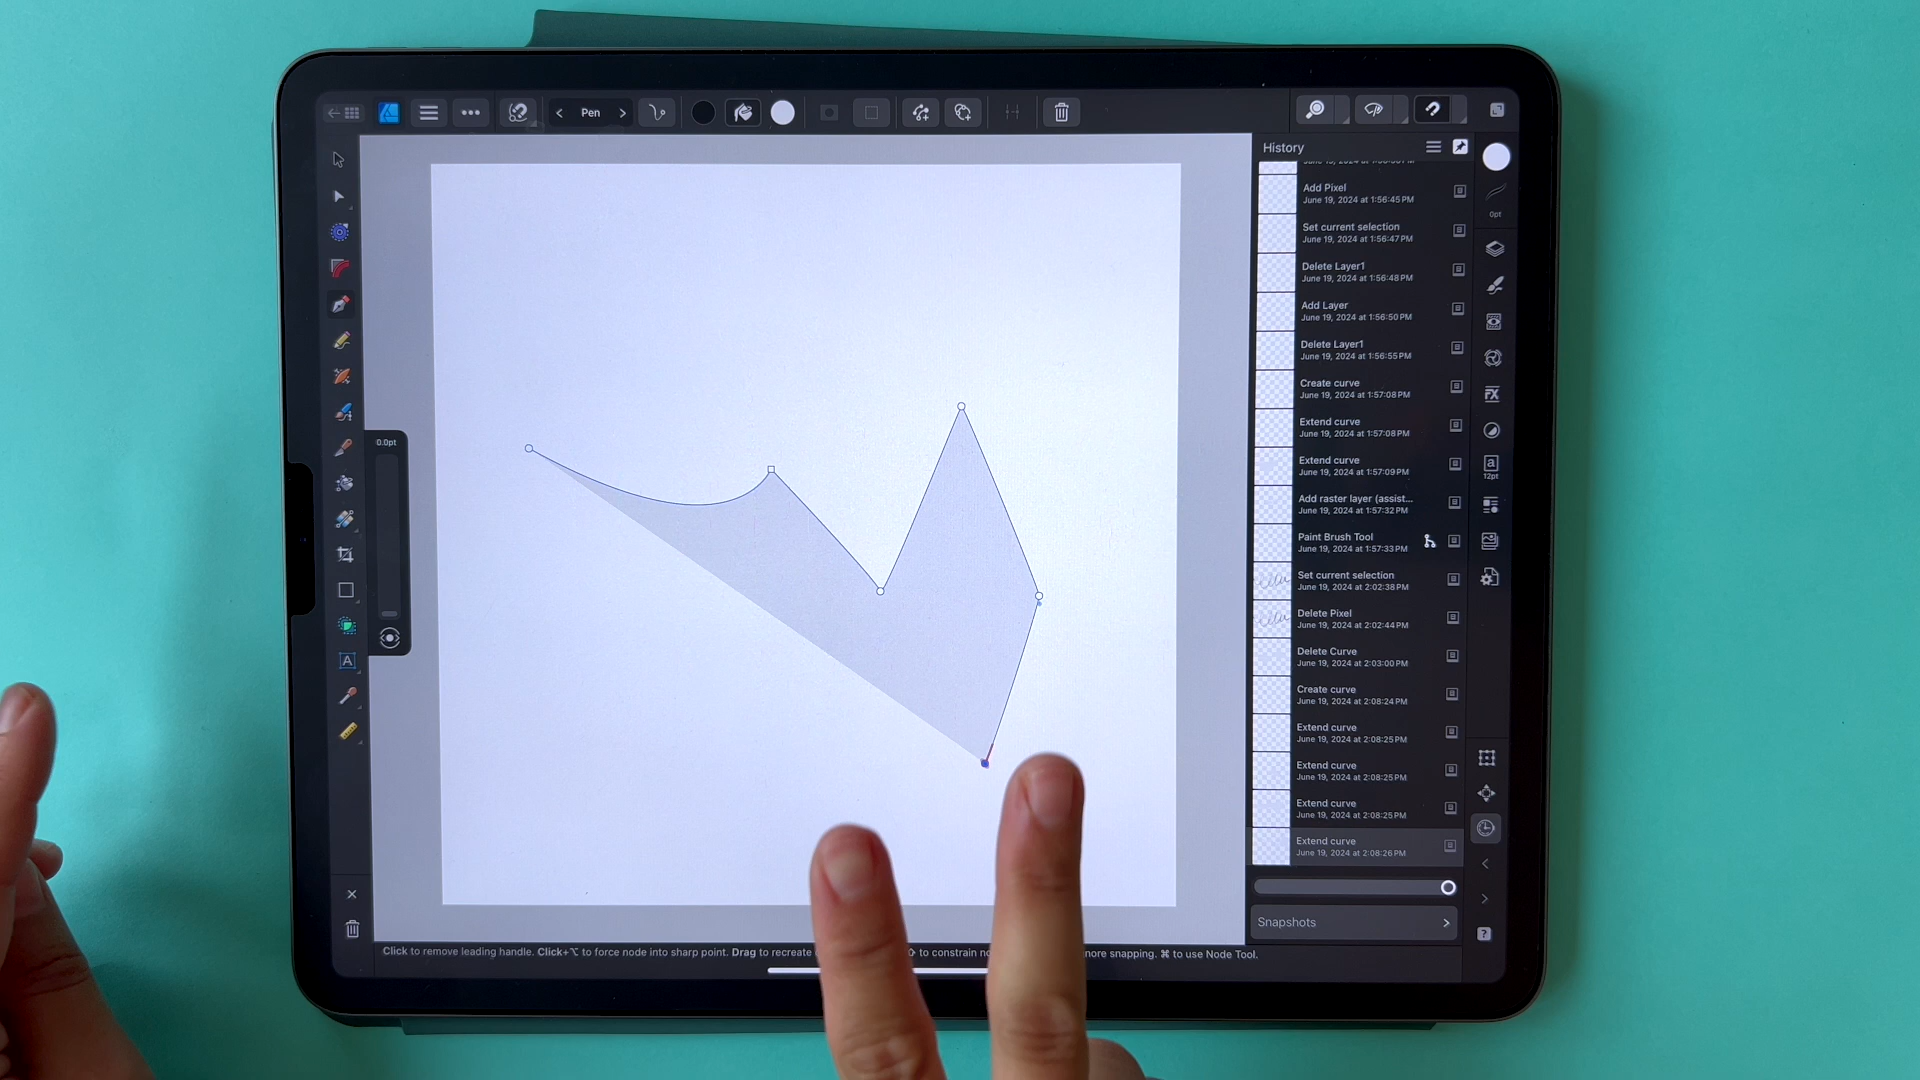 Pen
History
Add Pixel
June 19, 2024 at 1:56:45 PM
Set current selection
June 19, 2024 at 1:56:47 PM
Delete Layer1
June 19, 2024 at 1:56:48 PM
Add Layer
June 19, 2024 at 1:56:50 PM
Delete Layer1
June 19, 2024 at 1:56:55 PM
Create curve
June 19, 2024 at 1:57:08 PM
Extend curve
June 19, 2024 at 1:57:08 PM
Extend curve
June 19, 2024 at 1:57:09 PM
Add raster layer (assist...
June 19, 2024 at 1:57:32 PM
Paint Brush Tool
June 19, 2024 at 1:57:33 PM
Set current selection
June 19, 2024 at 2:02:38 PM
Delete Pixel
June 19, 2024 at 2:02:44 PM
Delete Curve
June 19, 2024 at 2:03:00 PM
Create curve
June 19, 2024 at 2:08:24 PM
Extend curve
June 19, 2024 at 2:08:25 PM
Extend curve
June 19, 2024 at 2:08:25 PM
Extend curve
June 19, 2024 at 2:08:25 PM
Extend curve
June 19, 2024 at 2:08:26 PM
Snapshots
0pt
a
12pt
?
0.0pt
A
Click to remove leading handle. Click+⌥ to force node into sharp point. Drag to recreate to constrain more snapping. ⌘ to use Node Tool.